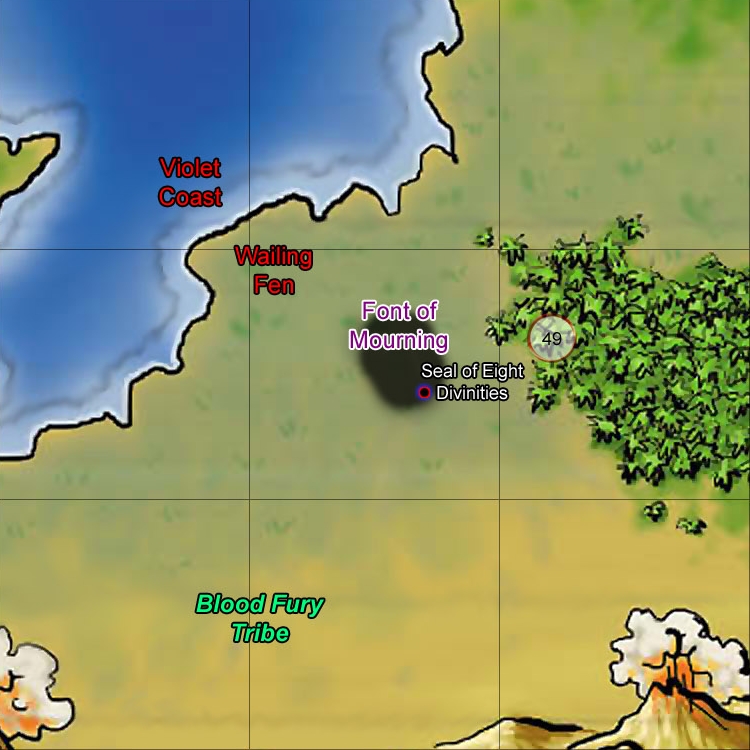 Violet
Coast
Wailing
Fen
Font of
Mourning
49
Seal of Eight
Divinities
Blood Fury
Tribe